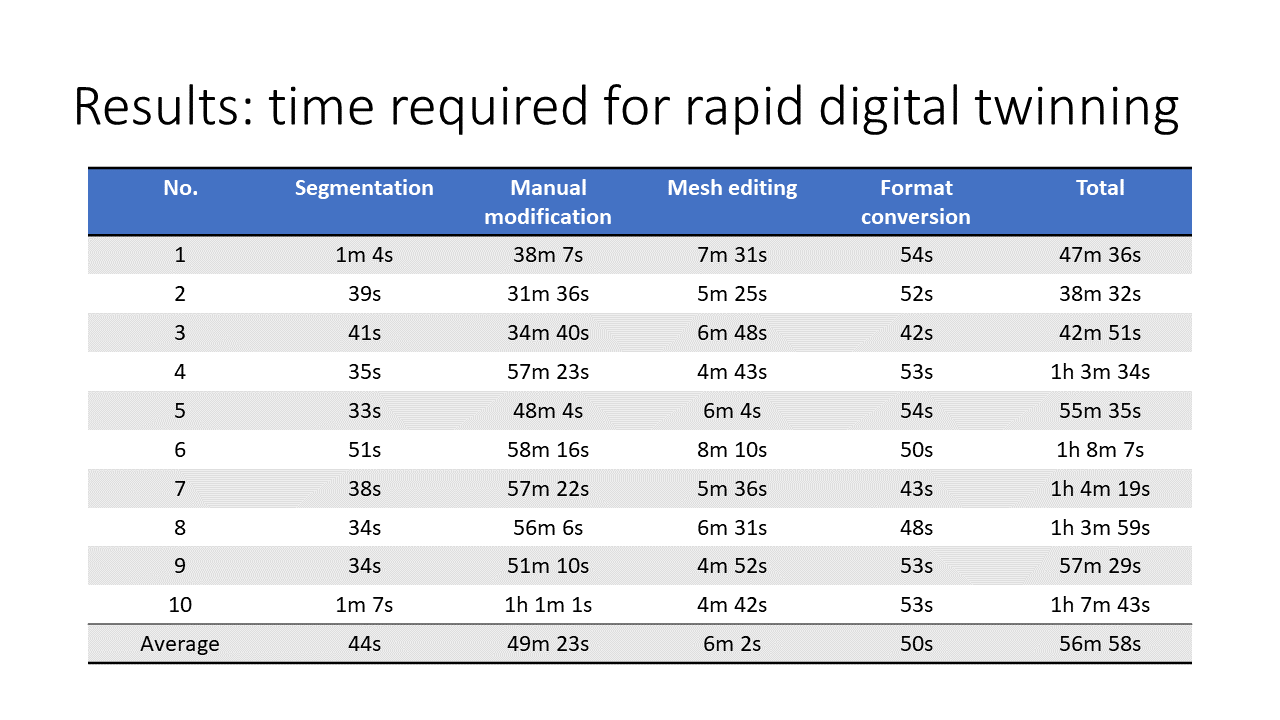 Results: time required for rapid digital twinning
No. Segmentation Manual modification Mesh editing Format conversion Total
1 1m 4s 38m 7s 7m 31s 54s 47m 36s
2 39s 31m 36s 5m 25s 52s 38m 32s
3 41s 34m 40s 6m 48s 42s 42m 51s
4 35s 57m 23s 4m 43s 53s 1h 3m 34s
5 33s 48m 4s 6m 4s 54s 55m 35s
6 51s 58m 16s 8m 10s 50s 1h 8m 7s
7 38s 57m 22s 5m 36s 43s 1h 4m 19s
8 34s 56m 6s 6m 31s 48s 1h 3m 59s
9 34s 51m 10s 4m 52s 53s 57m 29s
10 1m 7s 1h 1m 1s 4m 42s 53s 1h 7m 43s
Average 44s 49m 23s 6m 2s 50s 56m 58s